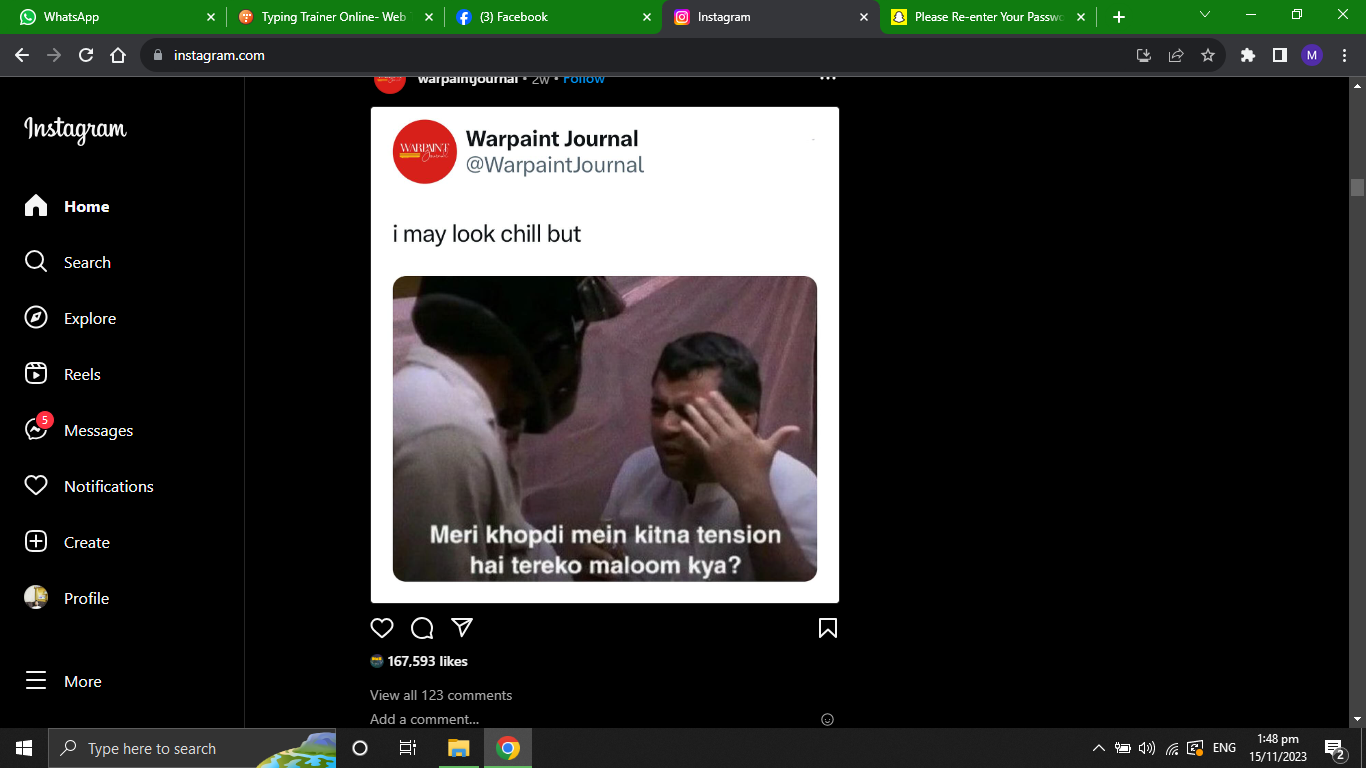 WhatsApp
Typing Trainer Online- Web
(3) Facebook
Instagram
Please Re-enter Your Passwo
instagram.com
M
Instagram
Home
Search
Explore
Reels
5
Messages
Notifications
Create
Profile
More
warpaintjournal • 2w • Follow
WARPAINT
Journal
Warpaint Journal
@WarpaintJournal
i may look chill but
Meri khopdi mein kitna tension
hai tereko maloom kya?
167,593 likes
View all 123 comments
Add a comment...
Type here to search
ENG
1:48 pm
15/11/2023
2